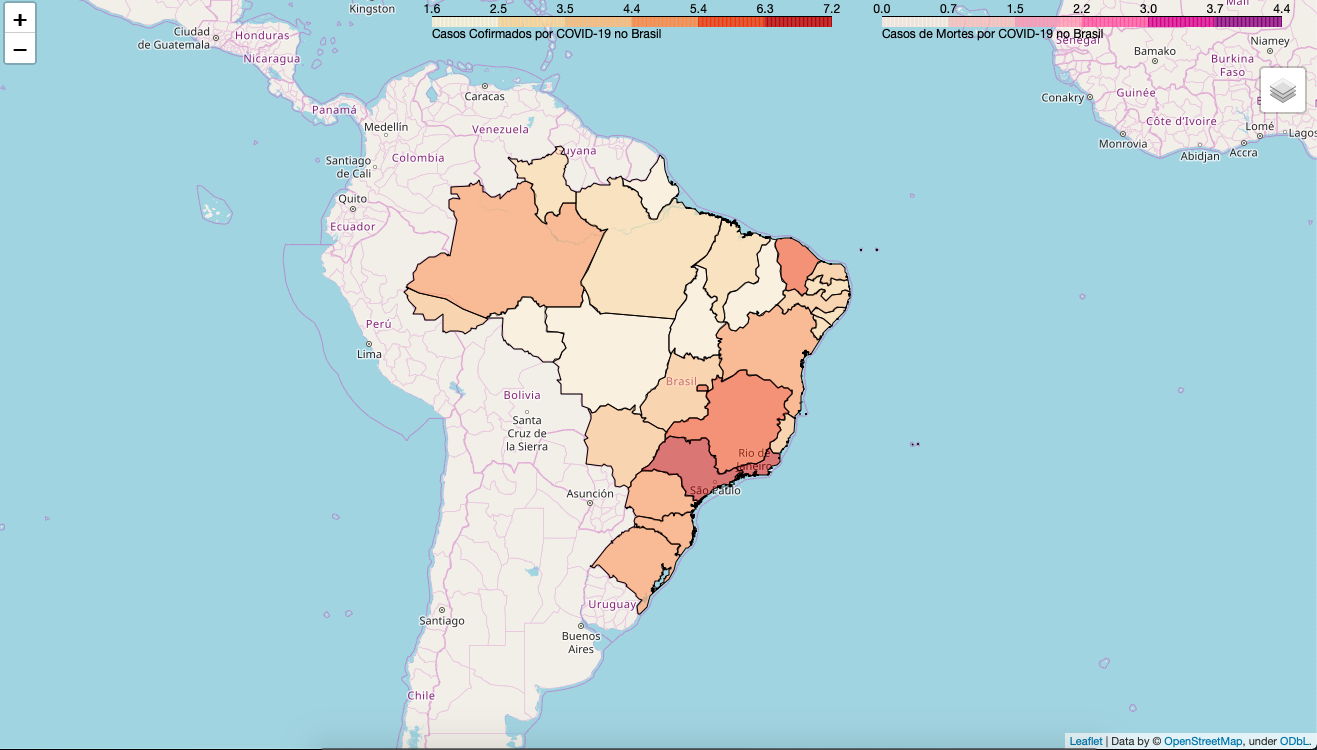 +
−
Kingston
1.6 2.5 3.5 4.4 5.4 6.3 7.2
Casos Cofirmados por COVID-19 no Brasil
0.0 0.7 1.5 2.2 3.0 3.7 4.4
Casos de Mortes por COVID-19 no Brasil
Mali
Ciudad
de Guatemala
Honduras
Nicaragua
Sénégal
Bamako
Niamey
Burkina
Faso
Panamá
Caracas
Conakry
Guinée
Medellín
Venezuela
Côte d'Ivoire
Lomé
Lagos
Monrovia
Abidjan
Accra
Colombia
uyana
Santiago
de Cali
Quito
Ecuador
Perú
Lima
Brasil
Bolivia
Santa
Cruz de
la Sierra
Rio de
Janeiro
São Paulo
Asunción
Uruguay
Santiago
Buenos
Aires
Chile
Leaflet | Data by © OpenStreetMap, under ODbL.